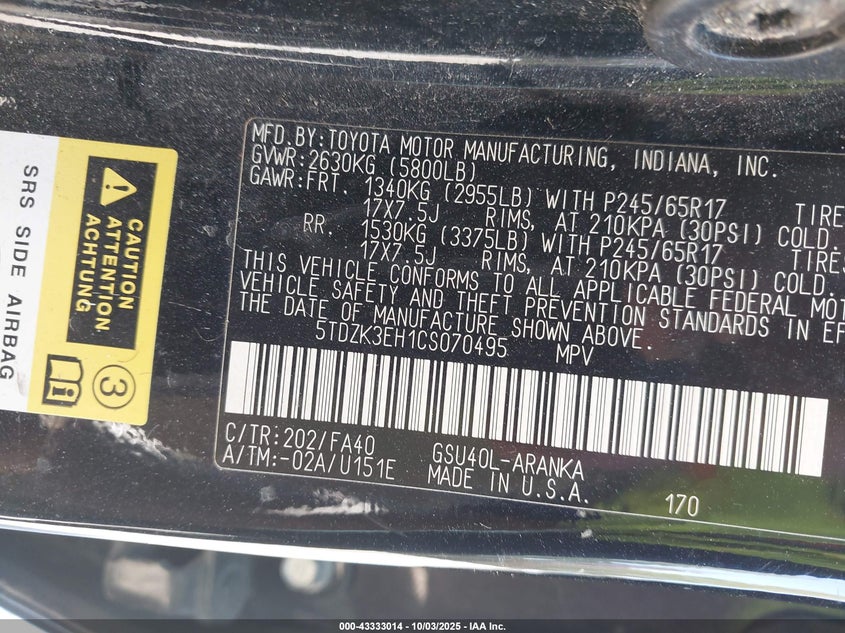 MFD.BY:TOYOTA MOTOR MANUFACTURING, INDIANA, INC.
GVWR:2630KG (5800LB)
GAWR:FRT. 1340KG (2955LB) WITH P245/65R17 TIRE
17X7.5J RIMS, AT 210KPA (30PSI) COLD.
RR. 1530KG (3375LB) WITH P245/65R17 TIRES
17X7.5J RIMS, AT 210KPA (30PSI) COLD.
THIS VEHICLE CONFORMS TO ALL APPLICABLE FEDERAL MOT
VEHICLE SAFETY AND THEFT PREVENTION STANDARDS IN EF
THE DATE OF MANUFACTURE SHOWN ABOVE.
5TDZK3EH1CS070495 MPV
C/TR:202/FA40 GSU40L-ARANKA
A/TM:-02A/U151E MADE IN U.S.A.
170
SRS SIDE AIRBAG
CAUTION
ATTENTION
ACHTUNG
3
000-43333014 - 10/03/2025 - IAA Inc.